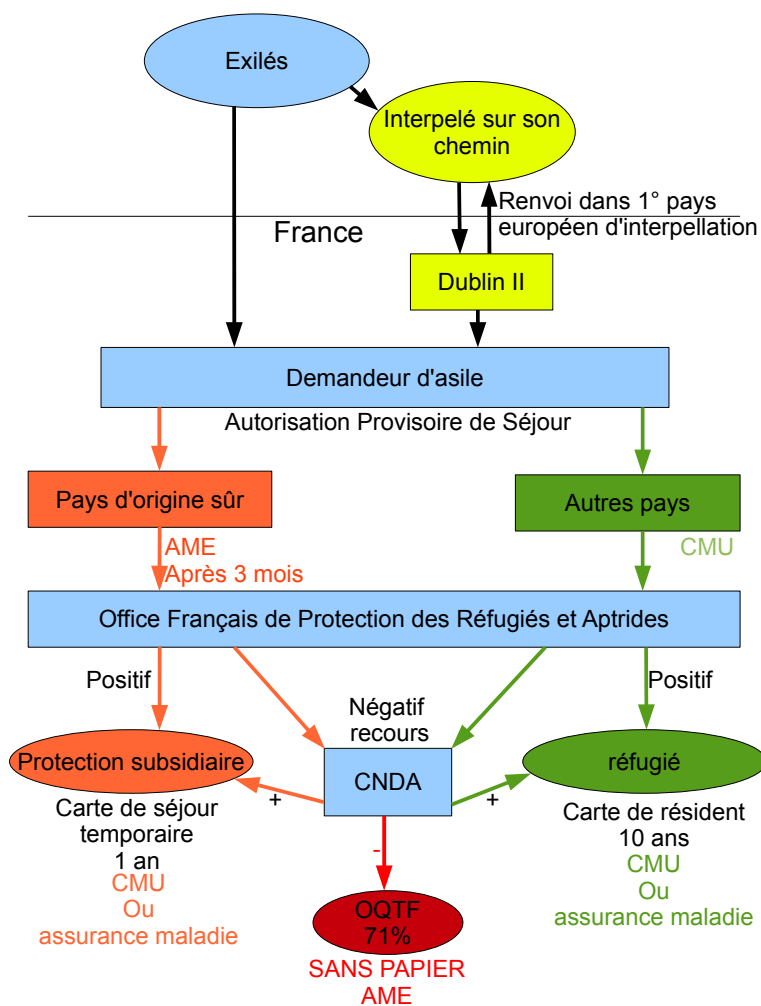 Exilés
Interpelé sur son
chemin
Renvoi dans 1° pays
européen d'interpellation
France
Dublin II
Demandeur d'asile
Autorisation Provisoire de Séjour
Pays d'origine sûr
Autres pays
AME
Après 3 mois
CMU
Office Français de Protection des Réfugiés et Aptrides
Positif
Négatif
recours
Positif
Protection subsidiaire
CNDA
réfugié
+
+
Carte de séjour
temporaire
1 an
CMU
Ou
assurance maladie
Carte de résident
10 ans
CMU
Ou
assurance maladie
-
OQTF
71%
SANS PAPIER
AME